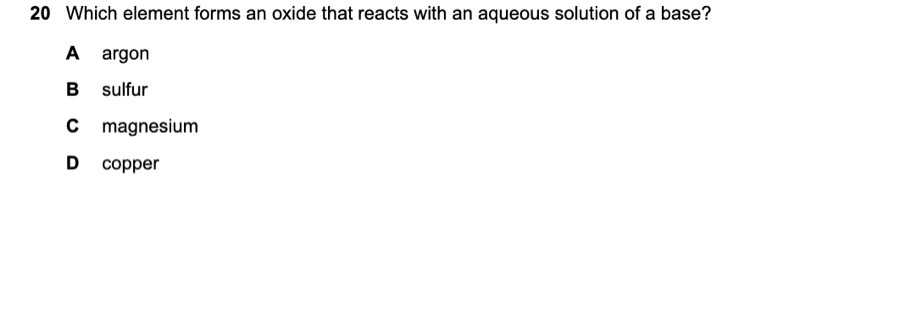 20 Which element forms an oxide that reacts with an aqueous solution of a base?
A argon
B sulfur
C magnesium
D copper